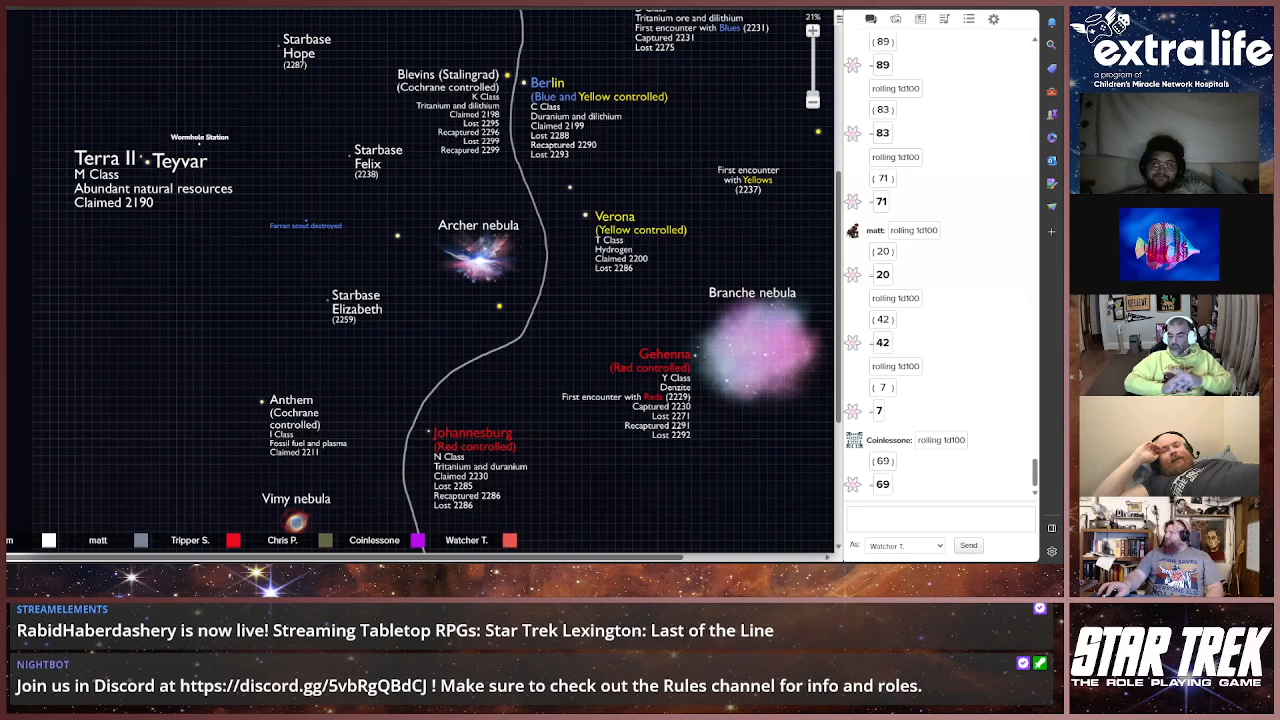 D Class
Tritanium ore and dilithium
First encounter with Blues (2231)
Captured 2231
Lost 2275
Starbase
Hope
(2287)
Blevins (Stalingrad)
(Cochrane controlled)
K Class
Tritanium and dilithium
Claimed 2198
Lost 2295
Recaptured 2296
Lost 2299
Recapured 2299
Berlin
(Blue and Yellow controlled)
C Class
Duranium and dilithium
Claimed 2199
Lost 2288
Recaptured 2290
Lost 2293
Wormhole Station
Terra II
Teyvar
M Class
Abundant natural resources
Claimed 2190
Starbase
Felix
(2238)
First encounter
with Yellows
(2237)
Farran scout destroyed
Archer nebula
Verona
(Yellow controlled)
T Class
Hydrogen
Claimed 2200
Lost 2286
Starbase
Elizabeth
(2259)
Branche nebula
Gehenna
(Red controlled)
Y Class
Denzite
First encounter with Reds (2229)
Captured 2230
Lost 2271
Recaptured 2291
Lost 2292
Anthem
(Cochrane
controlled)
C Class
Fossil fuel and plasma
Claimed 2211
Johannesburg
(Red controlled)
N Class
Tritanium and duranium
Claimed 2230
Lost 2285
Recaptured 2286
Lost 2286
Vimy nebula
m
matt
Tripper S.
Chris P.
Coinlessone
Watcher T.
21%
(89)
=89
rolling 1d100
(83)
=83
rolling 1d100
(71)
=71
matt: rolling 1d100
(20)
=20
rolling 1d100
(42)
=42
rolling 1d100
(7)
=7
Coinlessone: rolling 1d100
(69)
=69
As:
Watcher T.
Send
extra life
a program of
Children's Miracle Network Hospitals
BELIEVE
STREAMELEMENTS
RabidHaberdashery is now live! Streaming Tabletop RPGs: Star Trek Lexington: Last of the Line
NIGHTBOT
Join us in Discord at https://discord.gg/5vbRgQBdCJ ! Make sure to check out the Rules channel for info and roles.
STAR TREK
THE ROLE PLAYING GAME